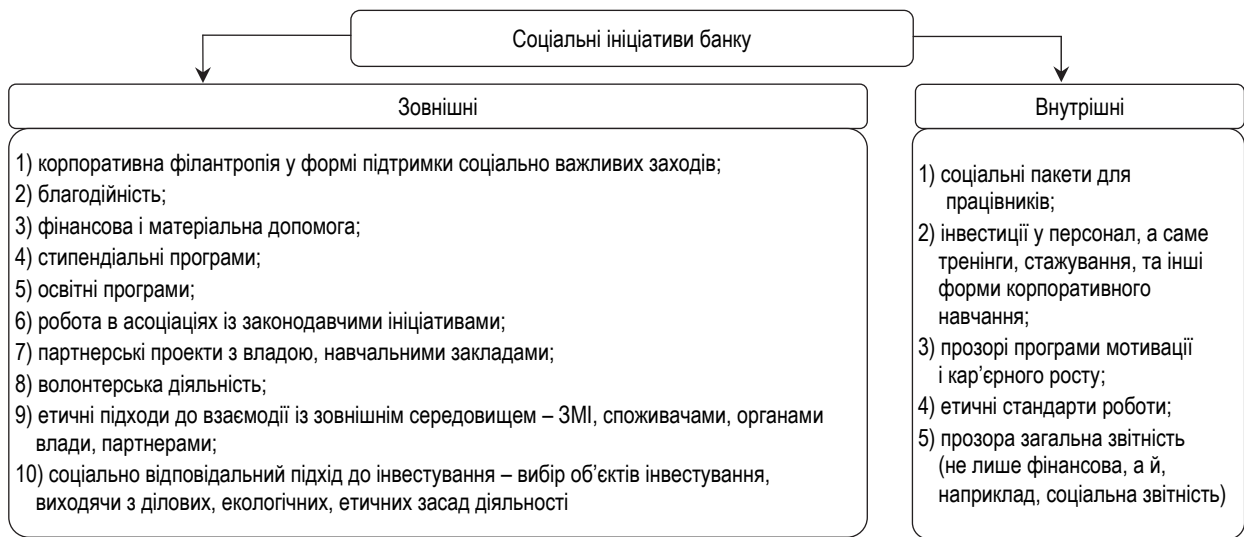 Соціальні ініціативи банку
Зовнішні
1) корпоративна філантропія у формі підтримки соціально важливих заходів;
2) благодійність;
3) фінансова і матеріальна допомога;
4) стипендіальні програми;
5) освітні програми;
6) робота в асоціаціях із законодавчими ініціативами;
7) партнерські проекти з владою, навчальними закладами;
8) волонтерська діяльність;
9) етичні підходи до взаємодії із зовнішнім середовищем – ЗМІ, споживачами, органами
влади, партнерами;
10) соціально відповідальний підхід до інвестування – вибір об’єктів інвестування,
виходячи з ділових, екологічних, етичних засад діяльності
Внутрішні
1) соціальні пакети для
працівників;
2) інвестиції у персонал, а саме
тренінги, стажування, та інші
форми корпоративного
навчання;
3) прозорі програми мотивації
і кар’єрного росту;
4) етичні стандарти роботи;
5) прозора загальна звітність
(не лише фінансова, а й,
наприклад, соціальна звітність)